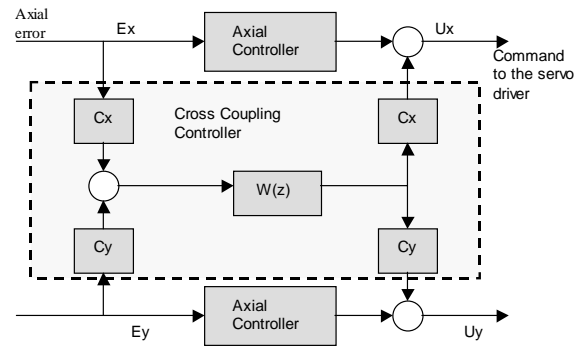 Axial
error
Ex
Axial
Controller
Ux
Command
to the servo
driver
Cx
Cross Coupling
Controller
Cx
W(z)
Cy
Cy
Ey
Axial
Controller
Uy